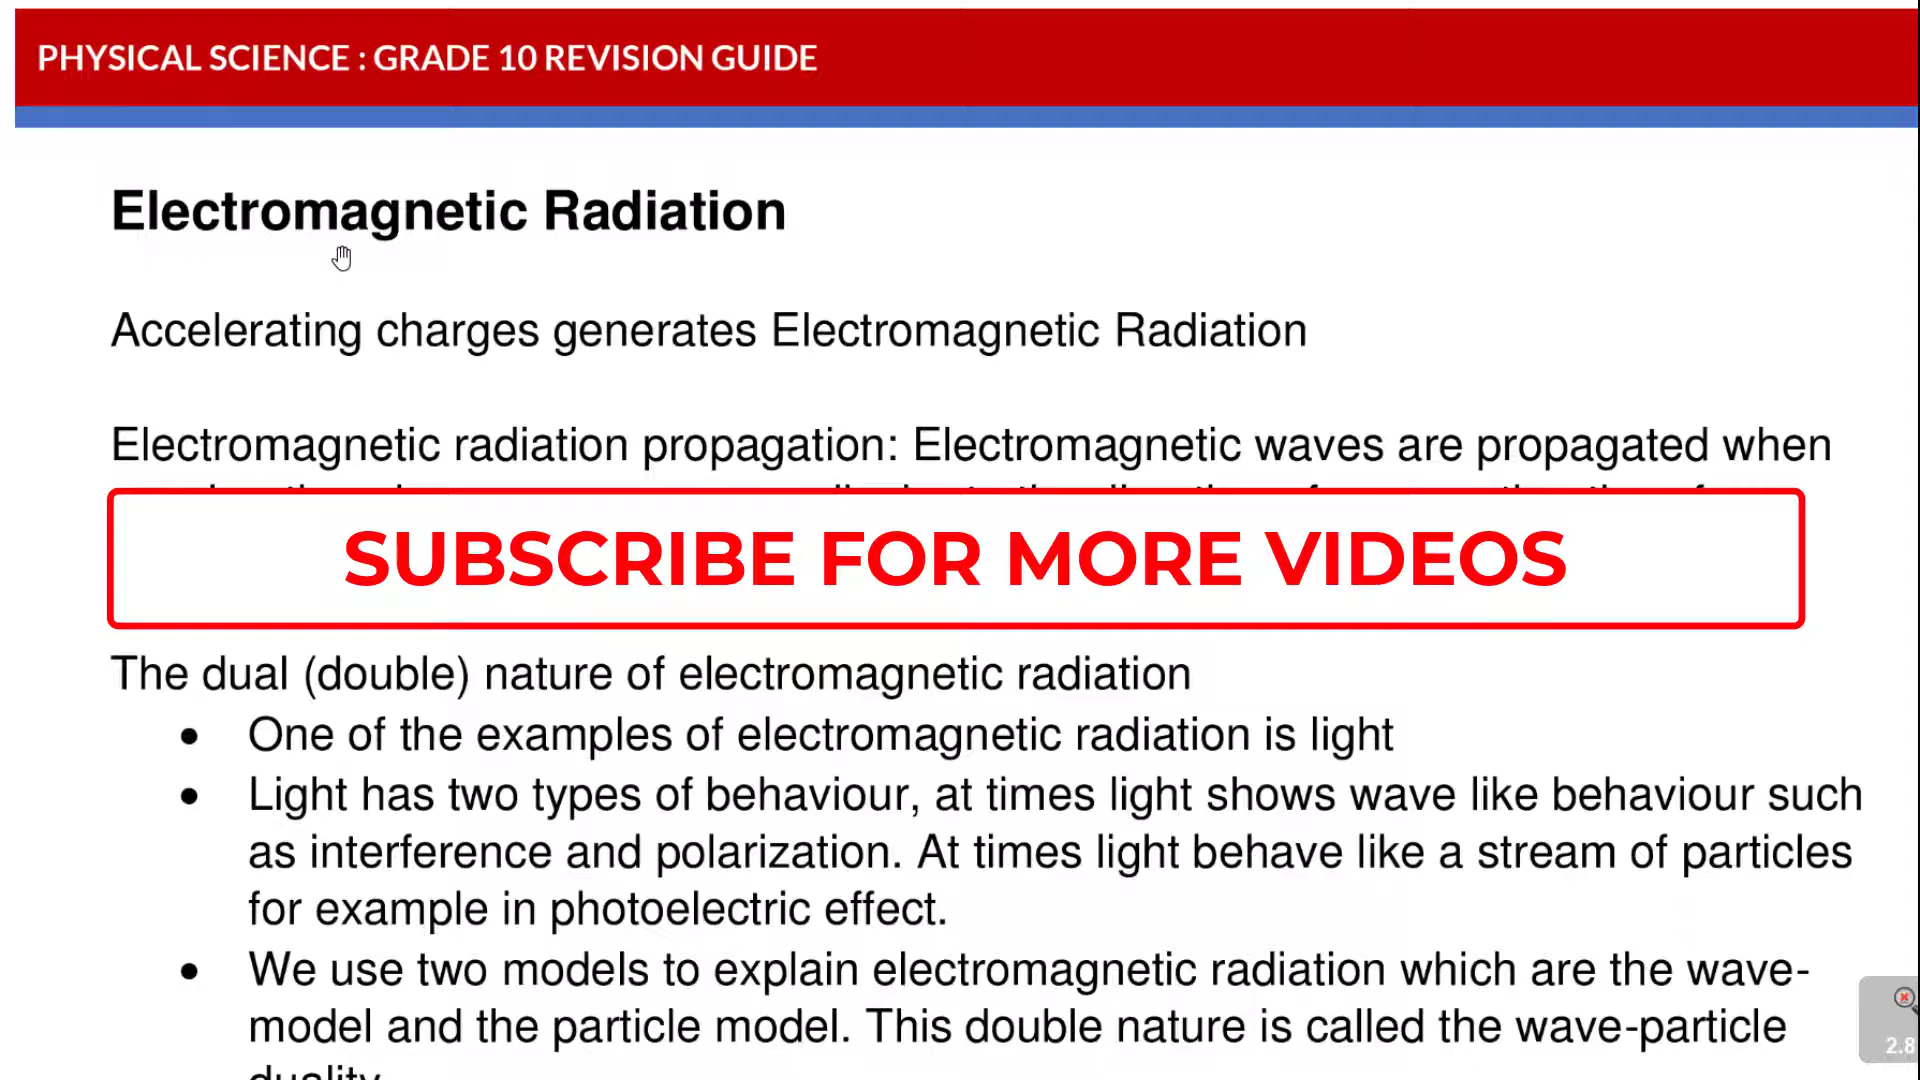 PHYSICAL SCIENCE : GRADE 10 REVISION GUIDE
Electromagnetic Radiation
Accelerating charges generates Electromagnetic Radiation
Electromagnetic radiation propagation: Electromagnetic waves are propagated when
SUBSCRIBE FOR MORE VIDEOS
The dual (double) nature of electromagnetic radiation
• One of the examples of electromagnetic radiation is light
• Light has two types of behaviour, at times light shows wave like behaviour such
as interference and polarization. At times light behave like a stream of particles
for example in photoelectric effect.
• We use two models to explain electromagnetic radiation which are the wave-
model and the particle model. This double nature is called the wave-particle
duality
2.8